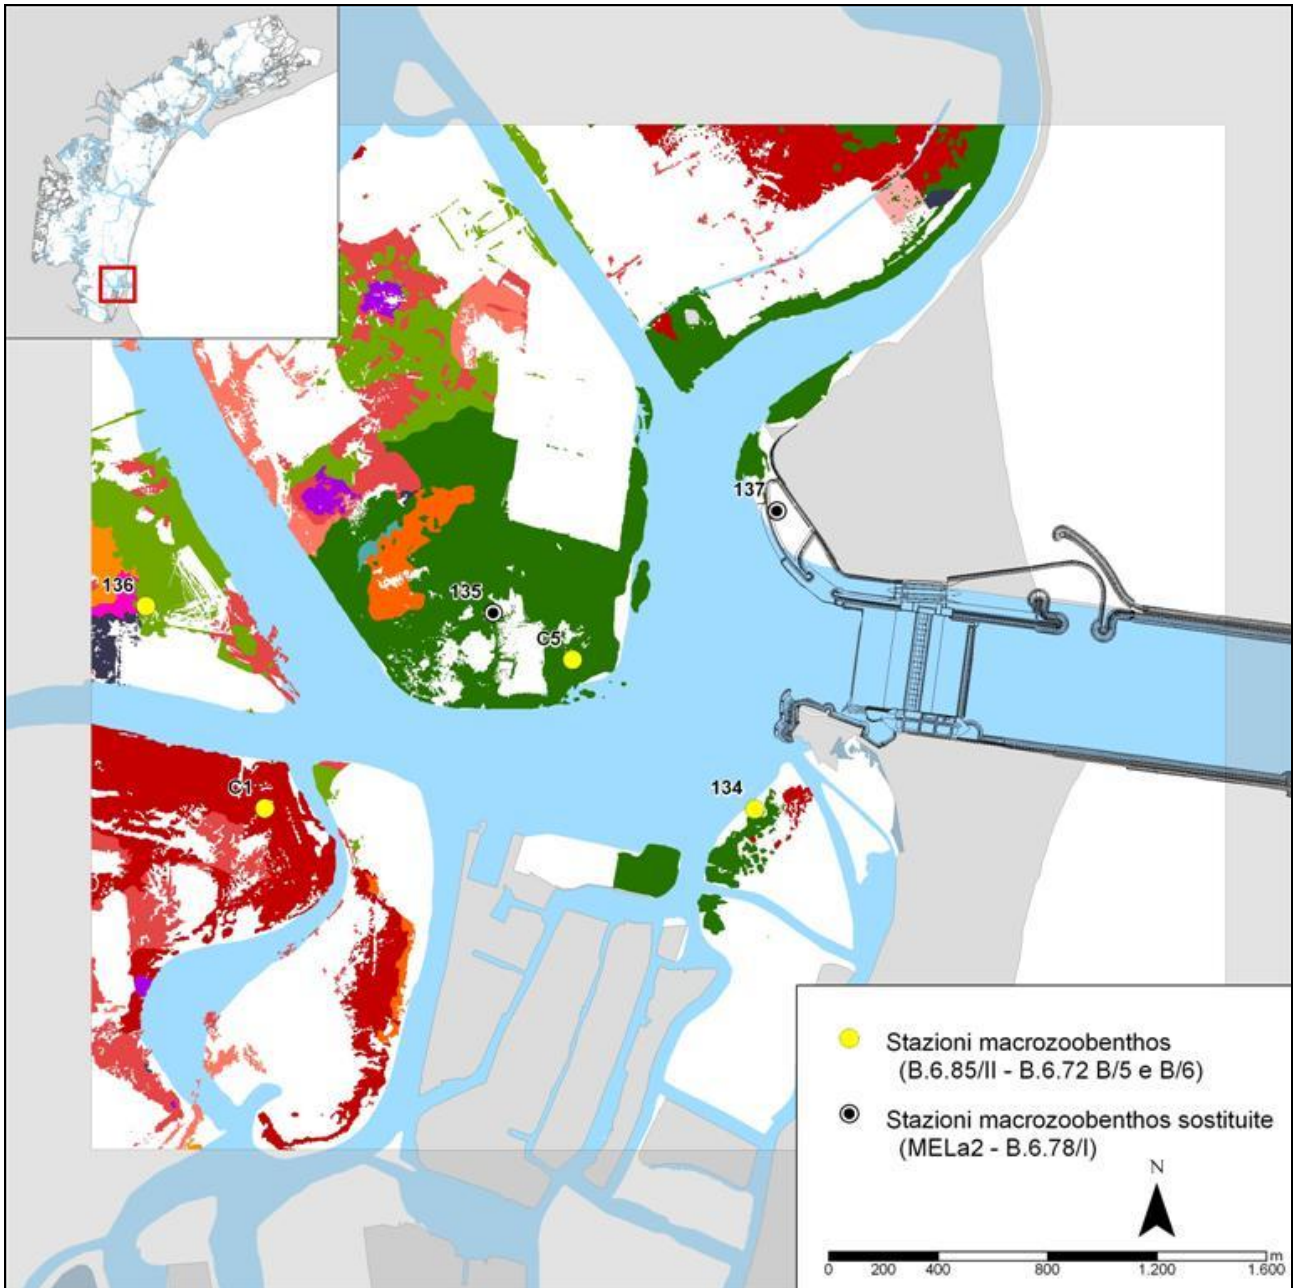 137
136
135
C5
C1
134
Stazioni macrozoobenthos
(B.6.85/II - B.6.72 B/5 e B/6)
Stazioni macrozoobenthos sostituite
(MELa2 - B.6.78/I)
N
m
0 200 400 800 1.200 1.600